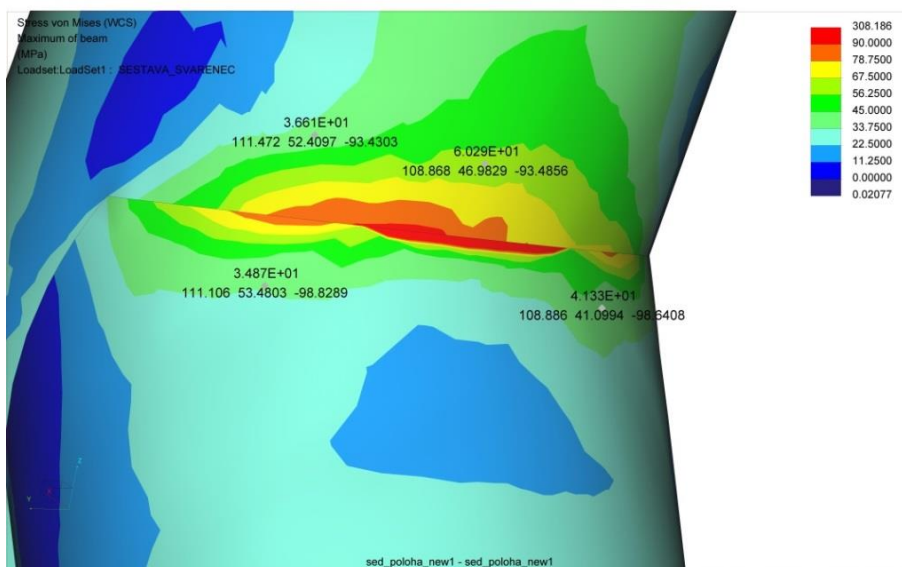 Stress von Mises (WCS)
Maximum of beam
(MPa)
Loadset:LoadSet1 : SESTAVA_SVARENEC
308.186
90.0000
78.7500
67.5000
56.2500
45.0000
33.7500
22.5000
11.2500
0.00000
0.02077
3.661E+01
111.472 52.4097 -93.4303
6.029E+01
108.868 46.9829 -93.4856
3.487E+01
111.106 53.4803 -98.8289
4.133E+01
108.886 41.0994 -98.6408
Z
X
Y
sed_poloha_new1 - sed_poloha_new1